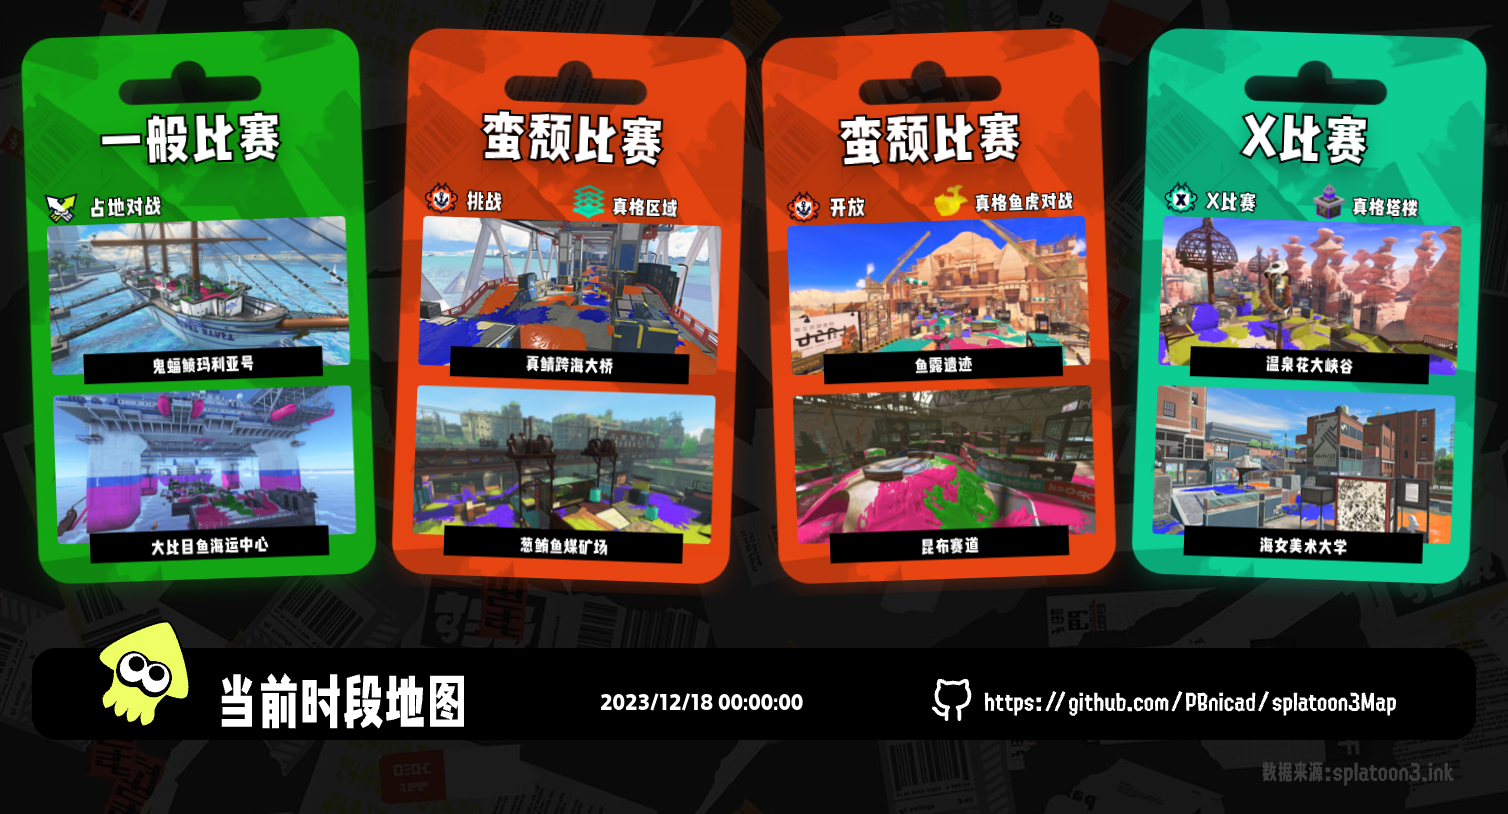 一般比赛
占地对战
鬼蝠鲼玛利亚号
大比目鱼海运中心
蛮颓比赛
挑战
真格区域
真鲷跨海大桥
葱鲔鱼煤矿场
蛮颓比赛
开放
真格鱼虎对战
鱼露遗迹
昆布赛道
X比赛
X比赛
真格塔楼
温泉花大峡谷
海女美术大学
当前时段地图
2023/12/18 00:00:00
https://github.com/PBnicad/splatoon3Map
数据来源:splatoon3.ink